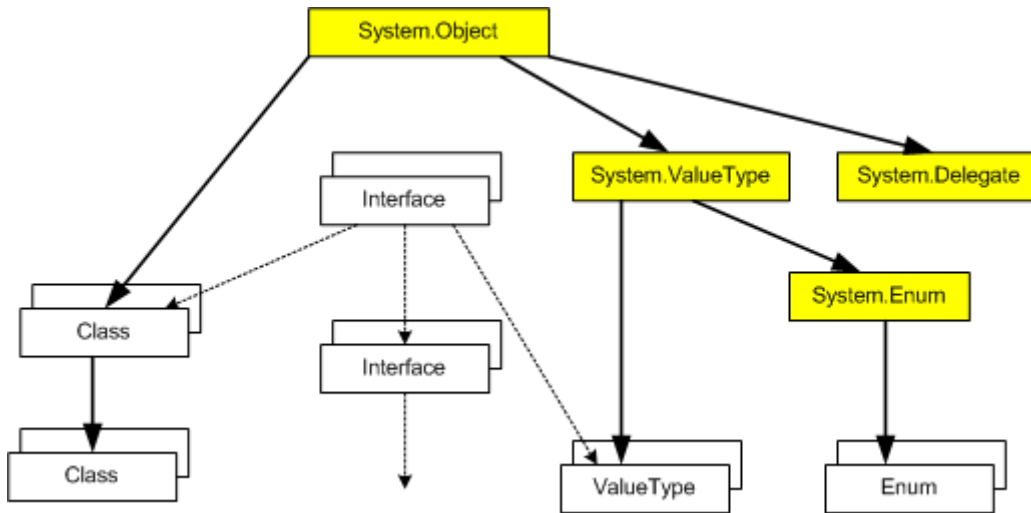 System.Object
System.ValueType
System.Delegate
Interface
System.Enum
Class
Interface
Class
ValueType
Enum